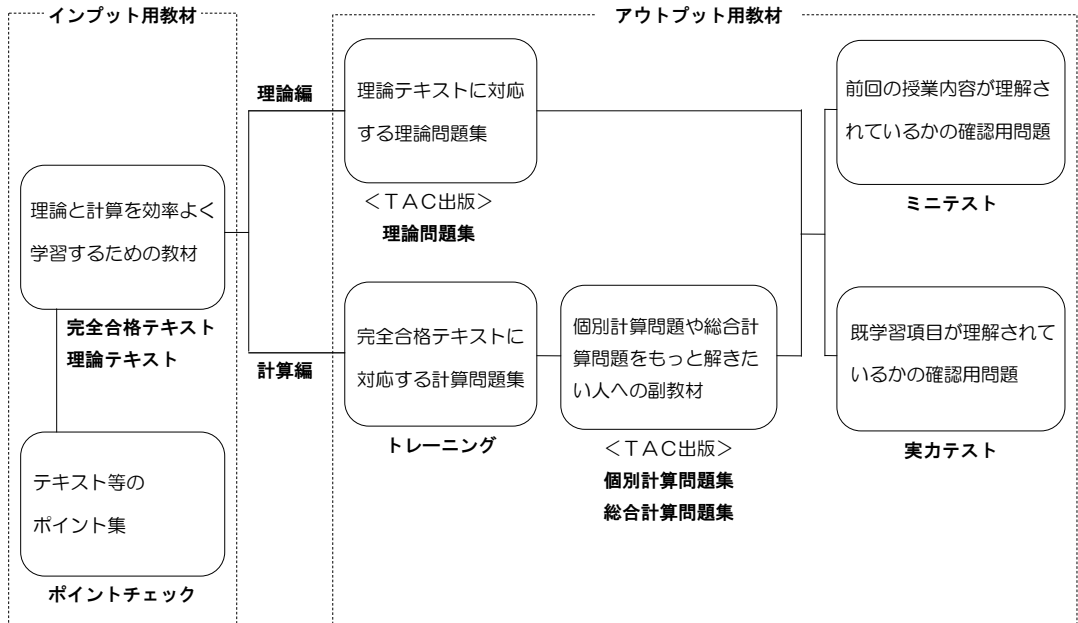 インプット用教材
アウトプット用教材
理論と計算を効率よく
学習するための教材
完全合格テキスト
理論テキスト
テキスト等の
ポイント集
ポイントチェック
理論編
理論テキストに対応
する理論問題集
<TAC出版>
理論問題集
計算編
完全合格テキストに
対応する計算問題集
トレーニング
個別計算問題や総合計
算問題をもっと解きた
い人への副教材
<TAC出版>
個別計算問題集
総合計算問題集
前回の授業内容が理解さ
れているかの確認用問題
ミニテスト
既学習項目が理解されて
いるかの確認用問題
実力テスト